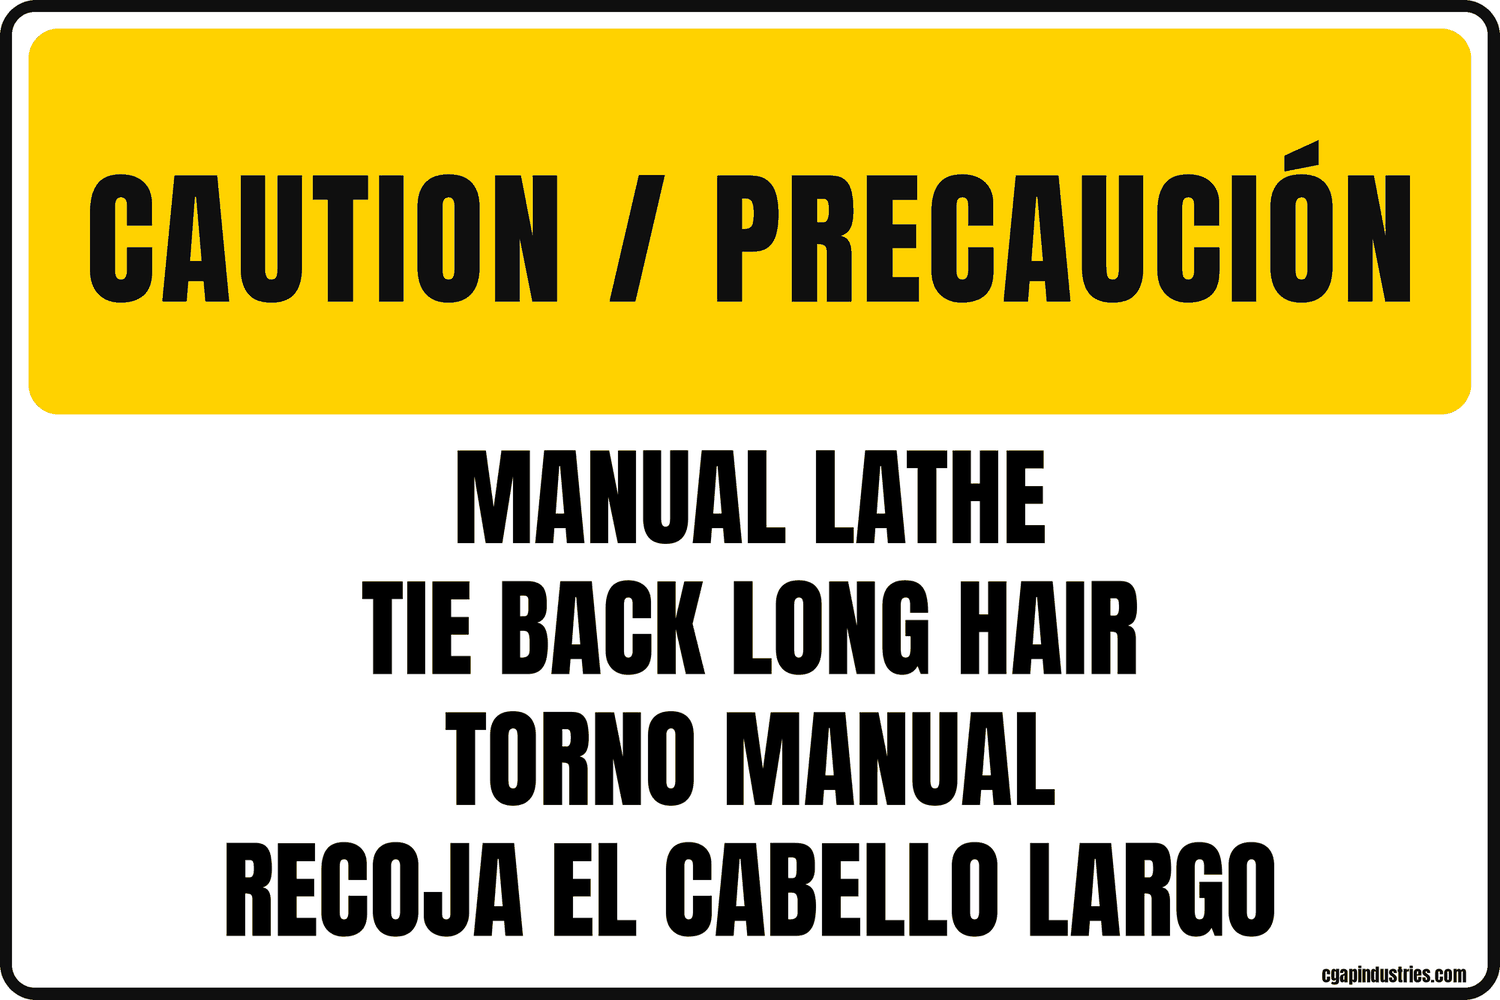 CAUTION / PRECAUCIÓN
MANUAL LATHE
TIE BACK LONG HAIR
TORNO MANUAL
RECOJA EL CABELLO LARGO
cgapindustries.com